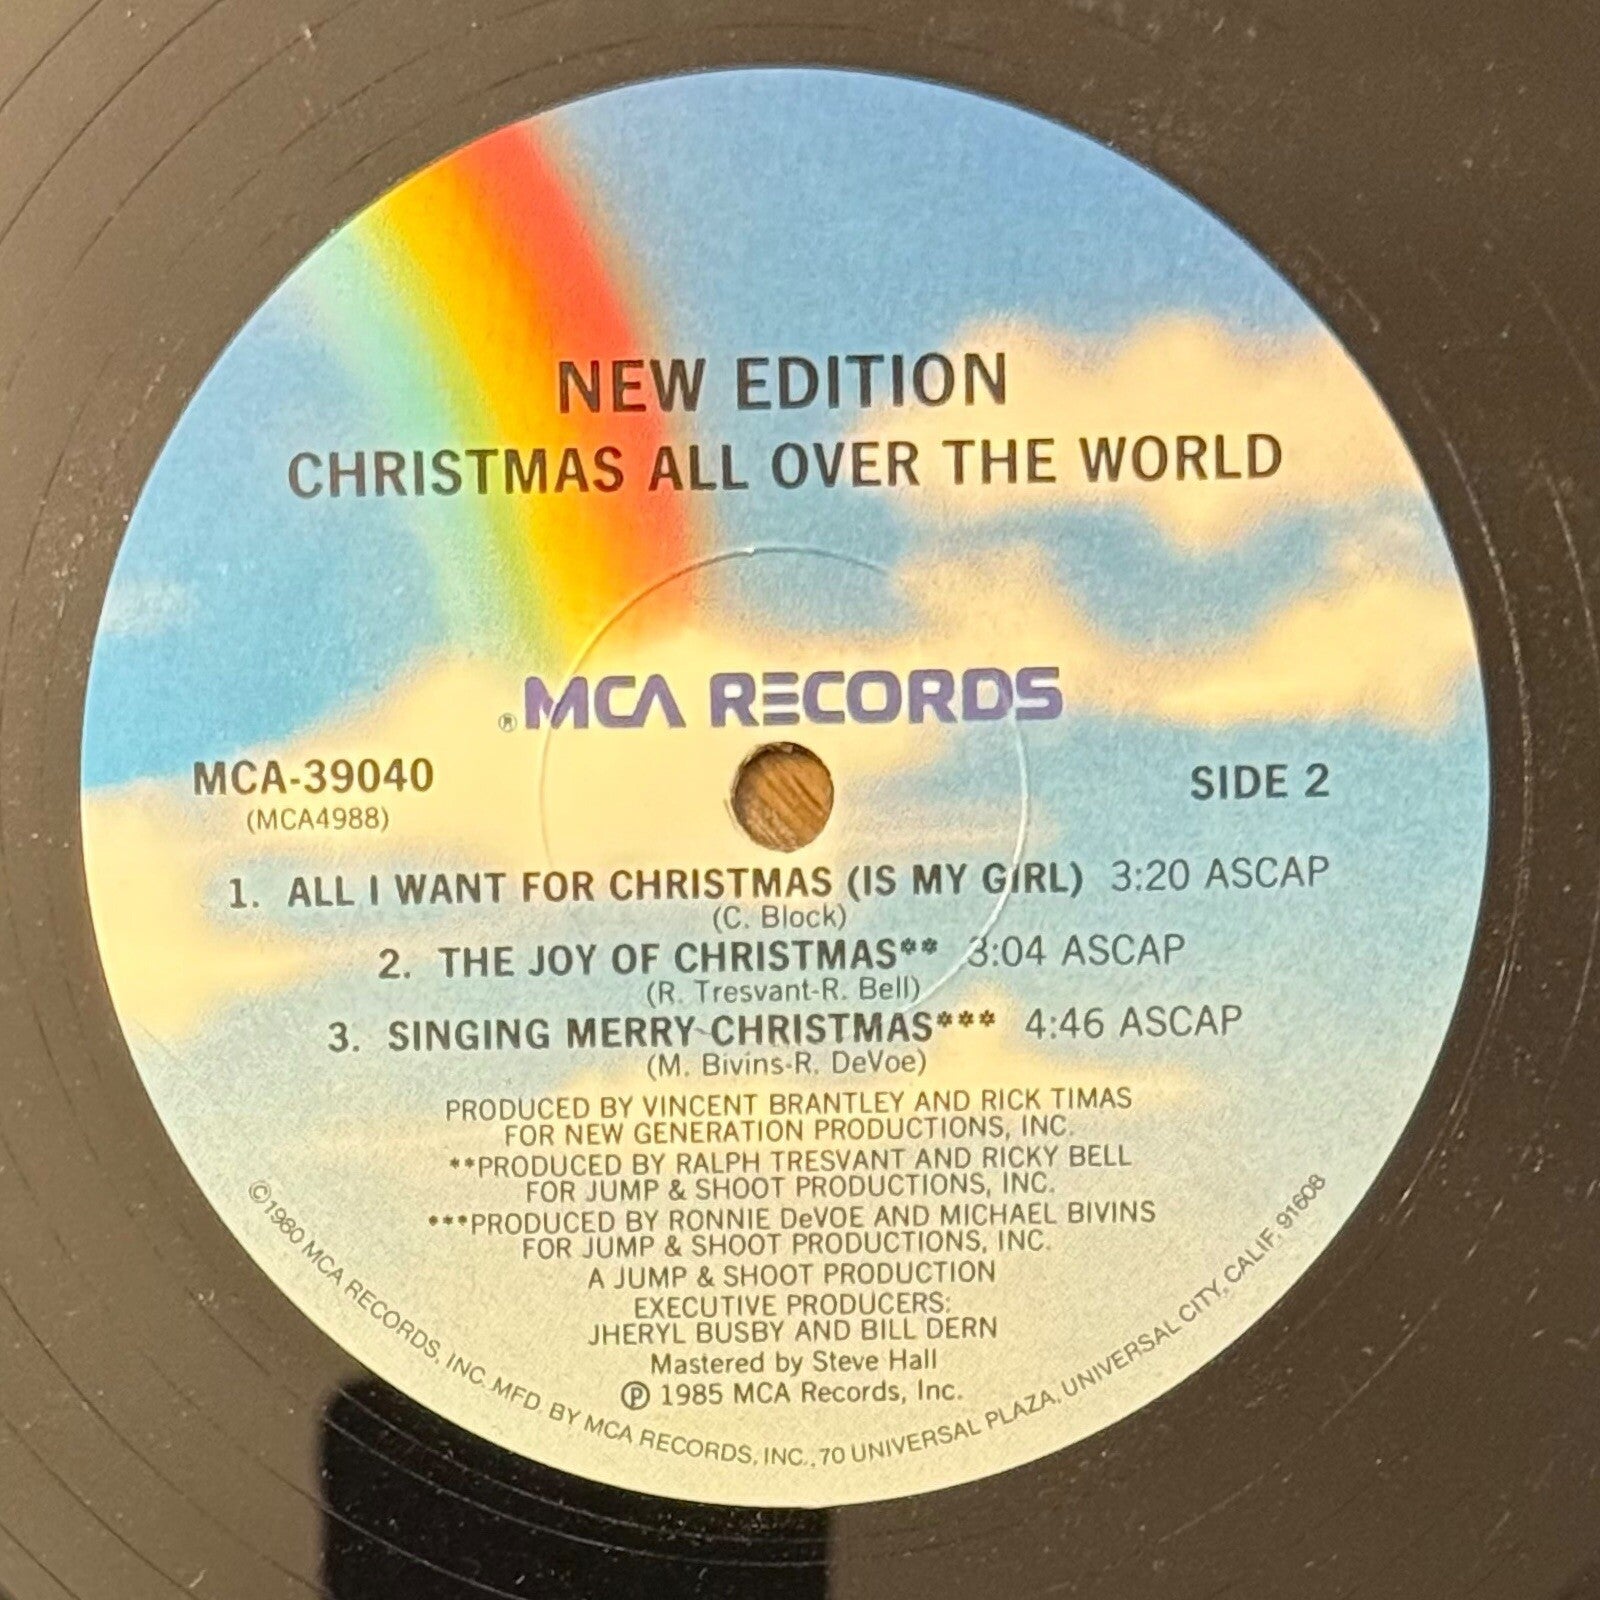 NEW EDITION
CHRISTMAS ALL OVER THE WORLD
®MCA RECORDS
MCA-39040
(MCA4988)
SIDE 2
1. ALL I WANT FOR CHRISTMAS (IS MY GIRL) 3:20 ASCAP
(C. Block)
2. THE JOY OF CHRISTMAS** 3:04 ASCAP
(R. Tresvant-R. Bell)
3. SINGING MERRY CHRISTMAS*** 4:46 ASCAP
(M. Bivins-R. DeVoe)
PRODUCED BY VINCENT BRANTLEY AND RICK TIMAS
FOR NEW GENERATION PRODUCTIONS, INC.
**PRODUCED BY RALPH TRESVANT AND RICKY BELL
FOR JUMP & SHOOT PRODUCTIONS, INC.
***PRODUCED BY RONNIE DeVOE AND MICHAEL BIVINS
FOR JUMP & SHOOT PRODUCTIONS, INC.
A JUMP & SHOOT PRODUCTION
EXECUTIVE PRODUCERS:
JHERYL BUSBY AND BILL DERN
Mastered by Steve Hall
℗ 1985 MCA Records, Inc.
©1980 MCA RECORDS, INC. MFD. BY MCA RECORDS, INC., 70 UNIVERSAL PLAZA, UNIVERSAL CITY, CALIF. 91608